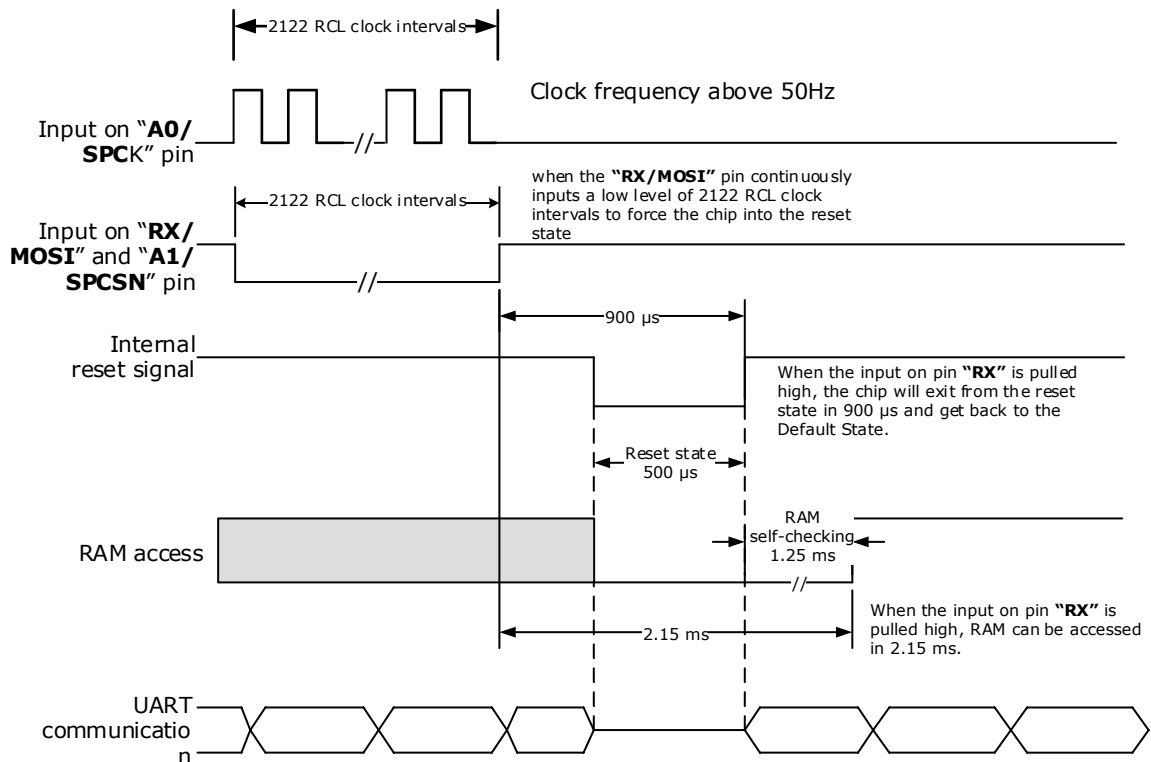 2122 RCL clock intervals
Clock frequency above 50Hz
Input on “A0/
SPCK” pin
when the “RX/MOSI” pin continuously
inputs a low level of 2122 RCL clock
intervals to force the chip into the reset
state
2122 RCL clock intervals
Input on “RX/
MOSI” and “A1/
SPCSN” pin
900 µs
Internal
reset signal
When the input on pin “RX” is pulled
high, the chip will exit from the reset
state in 900 µs and get back to the
Default State.
Reset state
500 µs
RAM access
RAM
self-checking
1.25 ms
When the input on pin “RX” is
pulled high, RAM can be accessed
in 2.15 ms.
2.15 ms
UART
communicatio
n